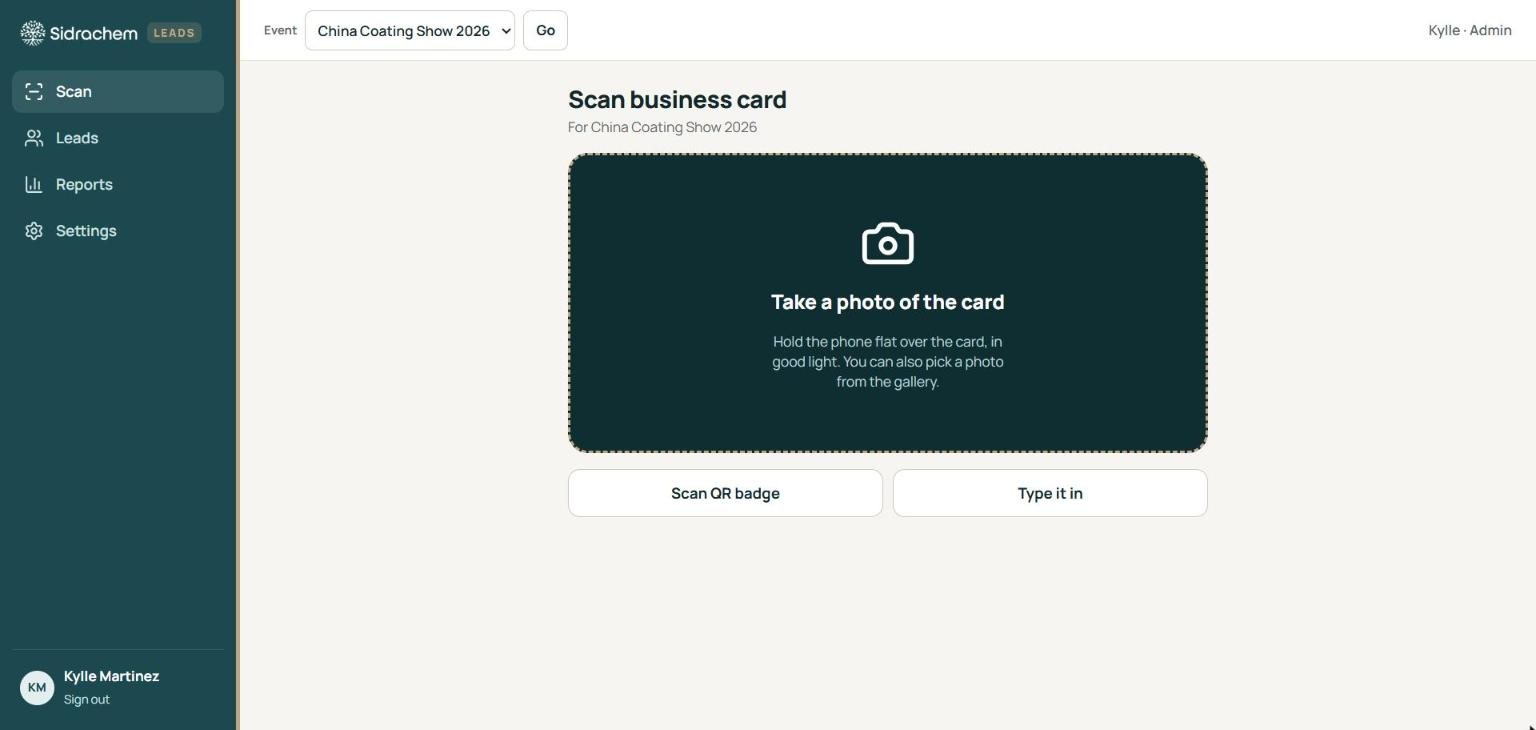 Sidrachem LEADS
Scan
Leads
Reports
Settings
KM
Kylle Martinez
Sign out
Event China Coating Show 2026 Go
Kylle · Admin
Scan business card
For China Coating Show 2026
Take a photo of the card
Hold the phone flat over the card, in
good light. You can also pick a photo
from the gallery.
Scan QR badge
Type it in